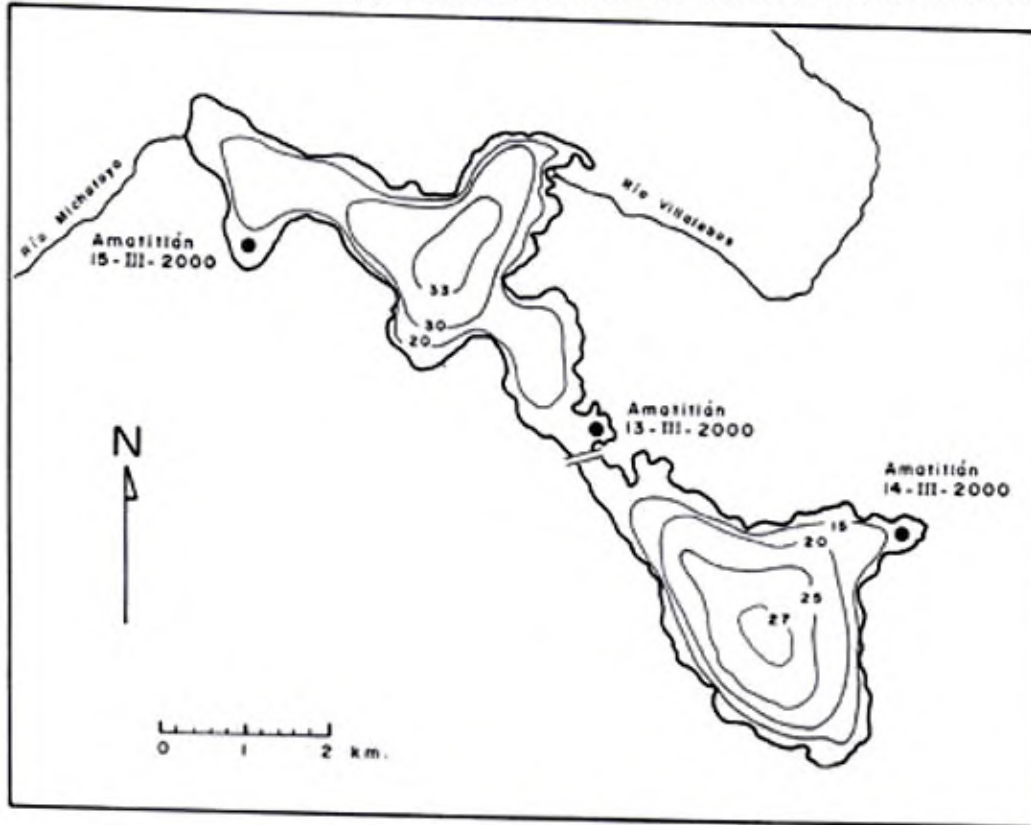 Río Michatoya
Amatitlán
15-III-2000
Río Villalobos
33
30
20
Amatitlán
13-III-2000
N
Amatitlán
14-III-2000
15
20
25
27
0 1 2 km.